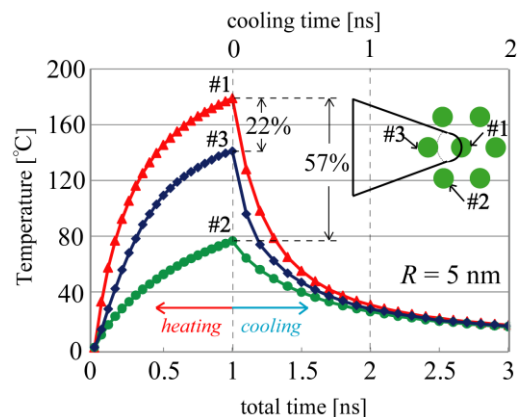 cooling time [ns]
0 1 2
200
160
120
80
40
0
Temperature [℃]
#1
22%
#3
57%
#2
#3
#1
#2
R = 5 nm
heating cooling
0 0.5 1 1.5 2 2.5 3
total time [ns]